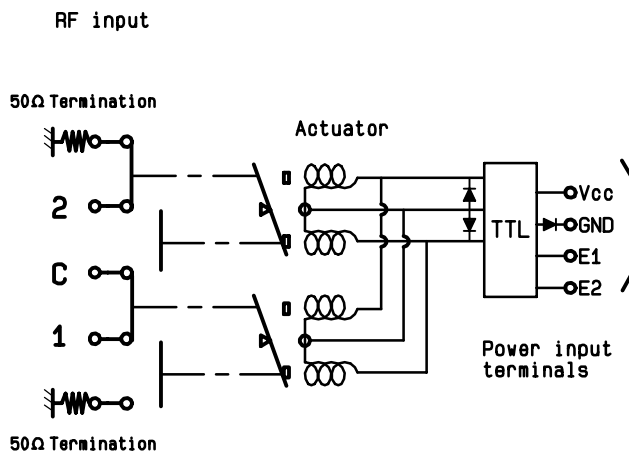 RF input
50Ω Termination
Actuator
2
C
1
TTL
Vcc
GND
E1
E2
Power input
terminals
50Ω Termination